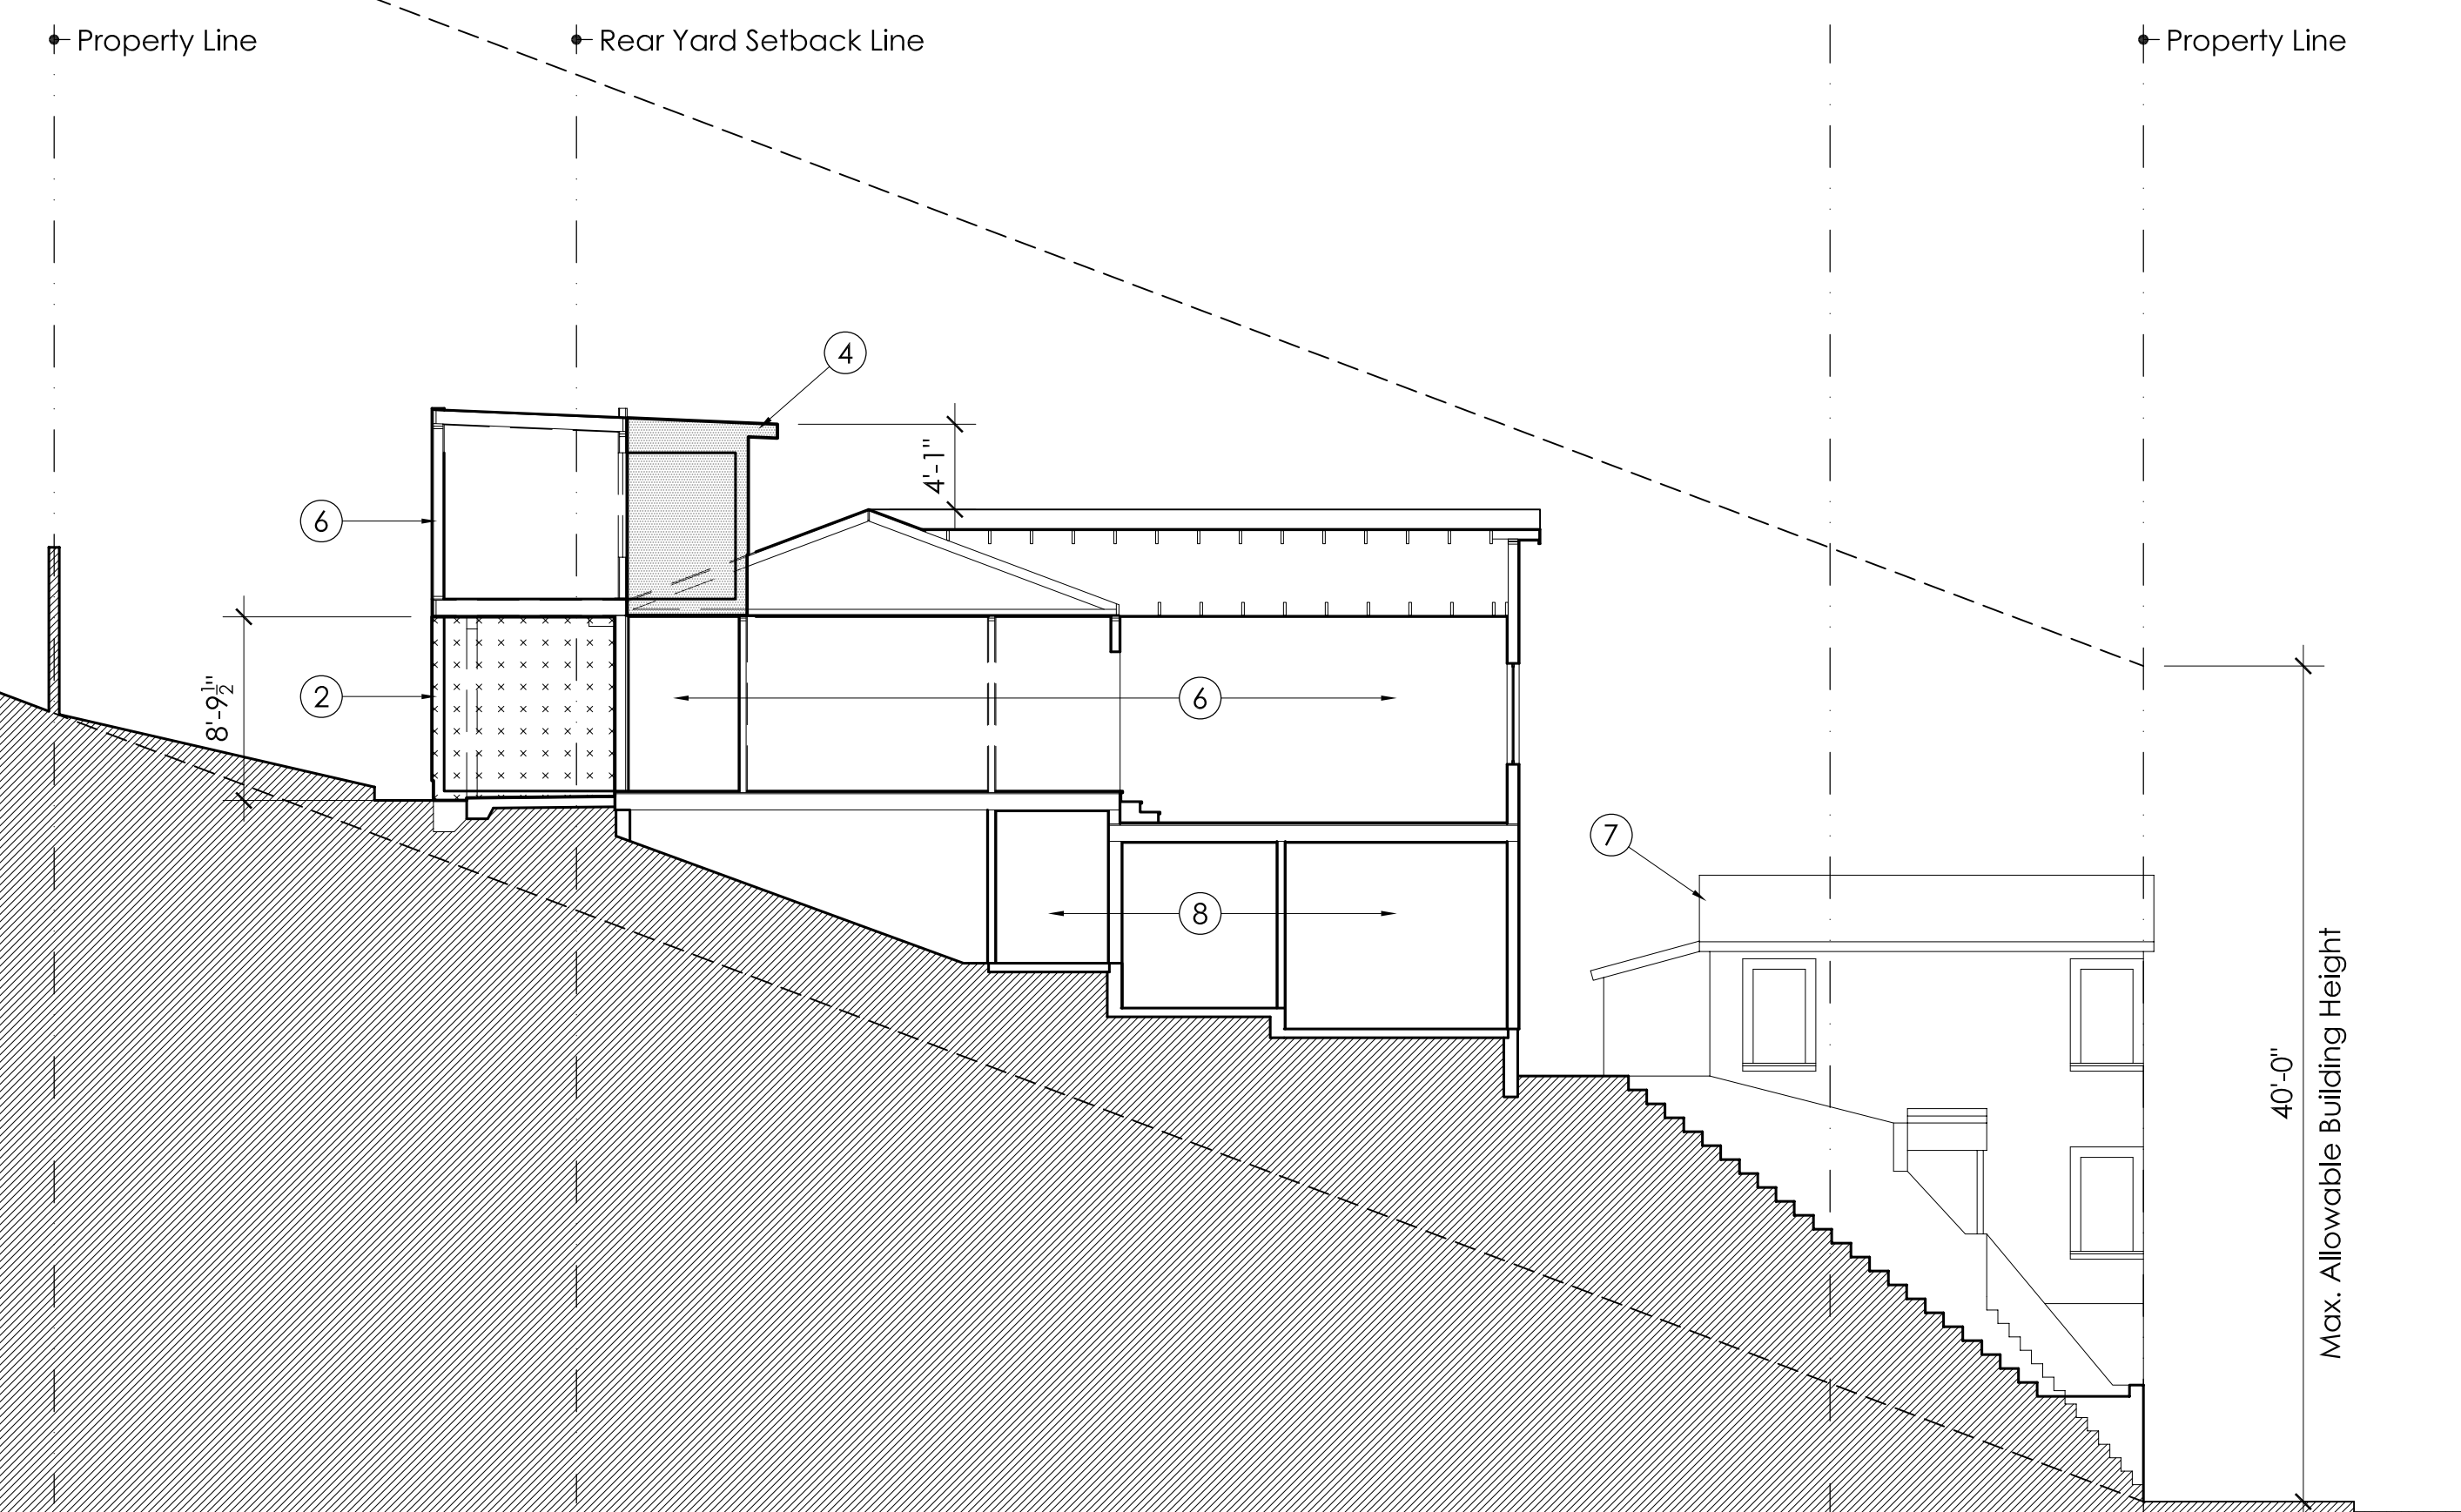 Property Line
Rear Yard Setback Line
Property Line
4
4'-1"
6
2
8'-9½"
6
7
8
40'-0"
Max. Allowable Building Height